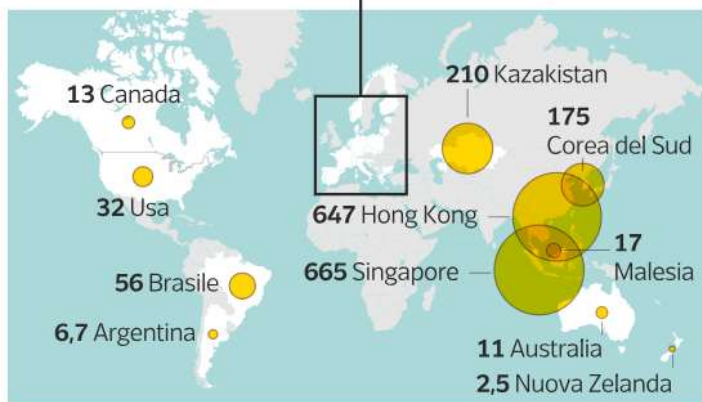 210 Kazakistan
13 Canada
175
Corea del Sud
32 Usa
647 Hong Kong
17
Malesia
665 Singapore
56 Brasile
6,7 Argentina
11 Australia
2,5 Nuova Zelanda